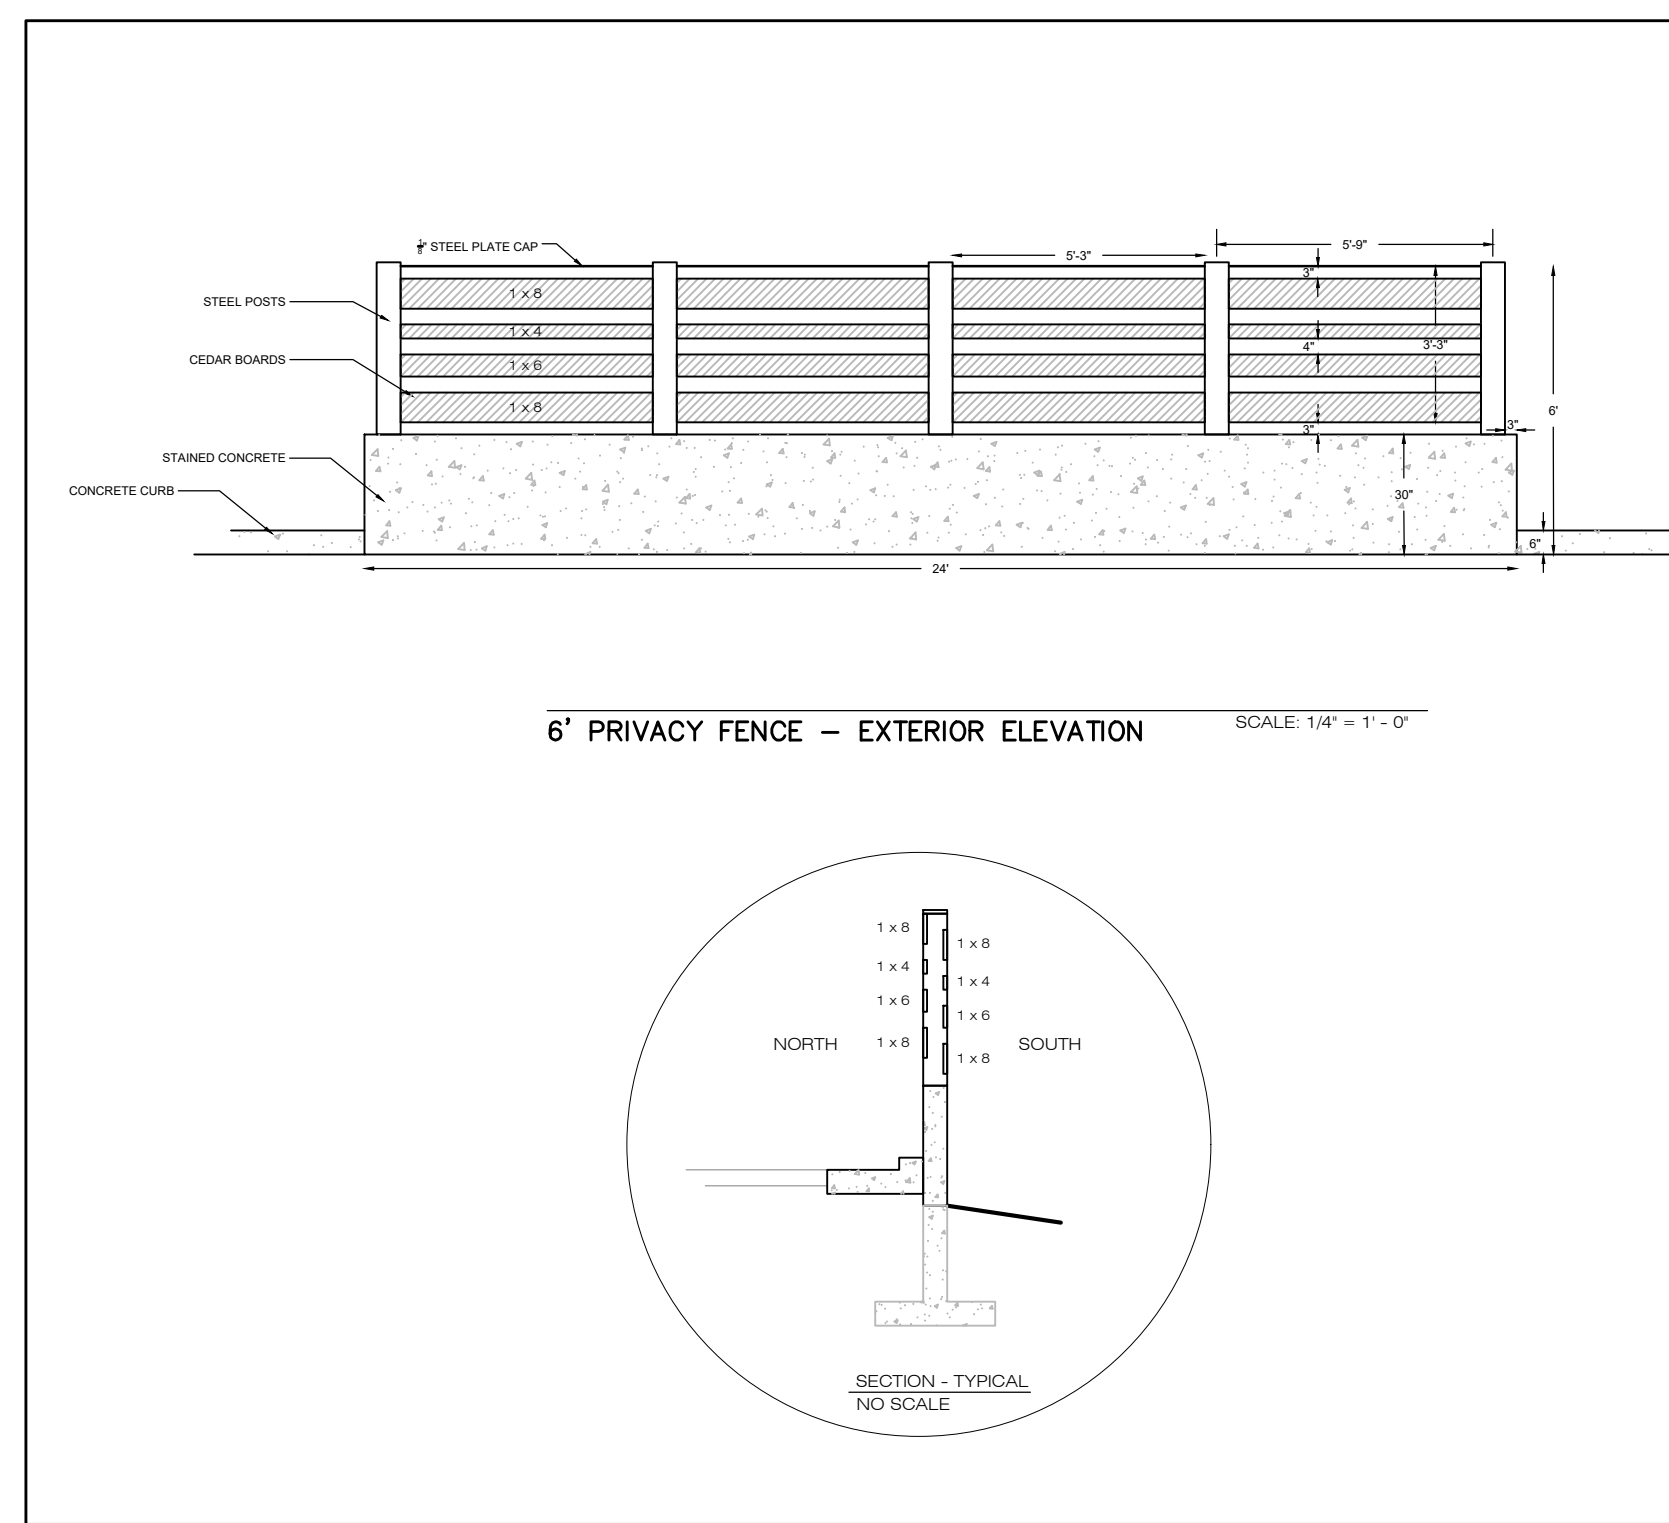 1/8" STEEL PLATE CAP
5'-3"
5'-9"
3"
STEEL POSTS
1 x 8
1 x 4
4"
3'-3"
CEDAR BOARDS
1 x 6
1 x 8
6'
3"
3"
STAINED CONCRETE
CONCRETE CURB
30"
6"
24'
6' PRIVACY FENCE – EXTERIOR ELEVATION
SCALE: 1/4" = 1' - 0"
1 x 8
1 x 8
1 x 4
1 x 4
1 x 6
1 x 6
NORTH
1 x 8
SOUTH
1 x 8
SECTION - TYPICAL
NO SCALE